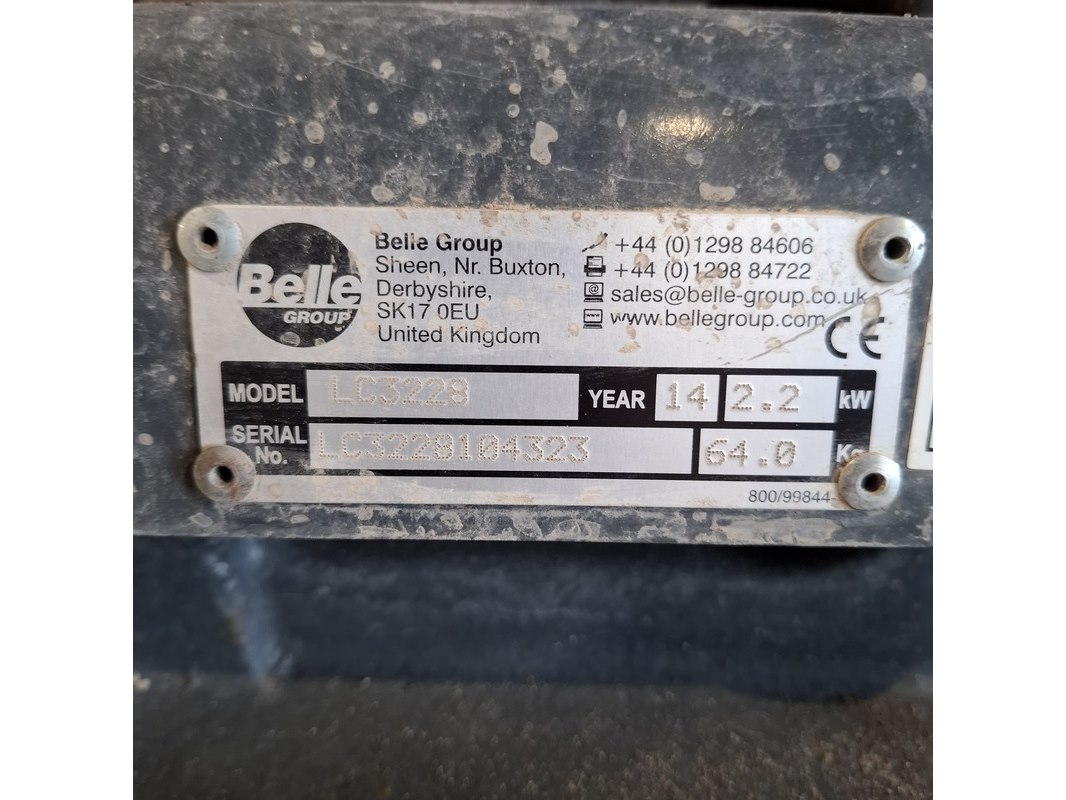 Belle
GROUP
Belle Group
Sheen, Nr. Buxton,
Derbyshire,
SK17 0EU
United Kingdom
+44 (0)1298 84606
+44 (0)1298 84722
sales@belle-group.co.uk
www.bellegroup.com
CE
MODEL LC3228 YEAR 14 2.2 kW
SERIAL
No. LC3228104323 64.0
800/99844-